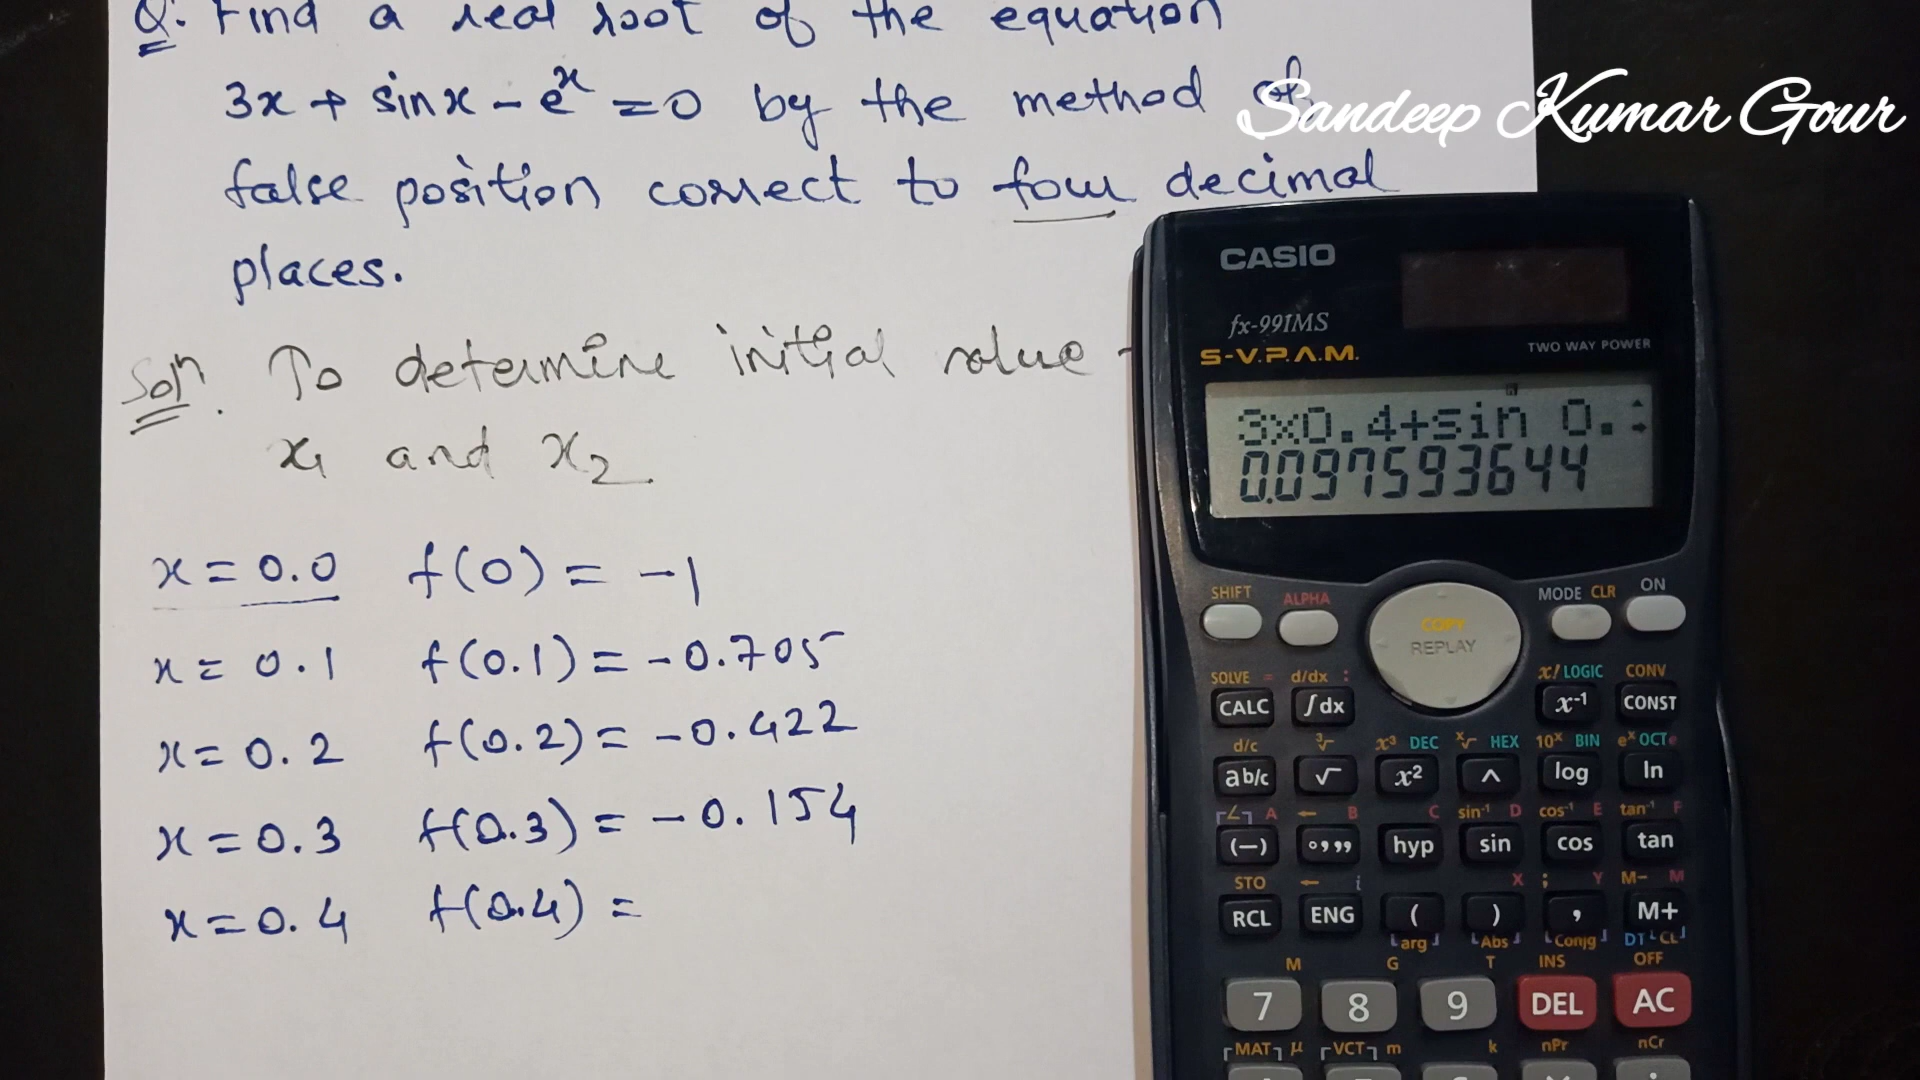 Q. Find a real root of the equation
3x + sinx - eˣ = 0 by the method of
false position correct to four decimal
places.
Solⁿ. To determine initial value
x₁ and x₂
x = 0.0 f(0) = -1
x = 0.1 f(0.1) = -0.705
x = 0.2 f(0.2) = -0.422
x = 0.3 f(0.3) = -0.154
x = 0.4 f(0.4) =
Sandeep Kumar Gour
CASIO
fx-991MS
S-V.P.A.M.
TWO WAY POWER
3×0.4+sin 0.
0.097593644
SHIFT ALPHA MODE CLR ON
COPY
REPLAY
SOLVE = d/dx : x! LOGIC CONV
CALC ∫dx x⁻¹ CONST
d/c ³√ x³ DEC ˣ√ HEX 10ˣ BIN eˣ OCT e
ab/c √ x² ^ log ln
∠ A ← B C sin⁻¹ D cos⁻¹ E tan⁻¹ F
(−) °,,, hyp sin cos tan
STO ← i X ; Y M− M
RCL ENG ( ) , M+
arg Abs Conjg DT CL
M G T INS OFF
7 8 9 DEL AC
MAT µ VCT m k nPr nCr